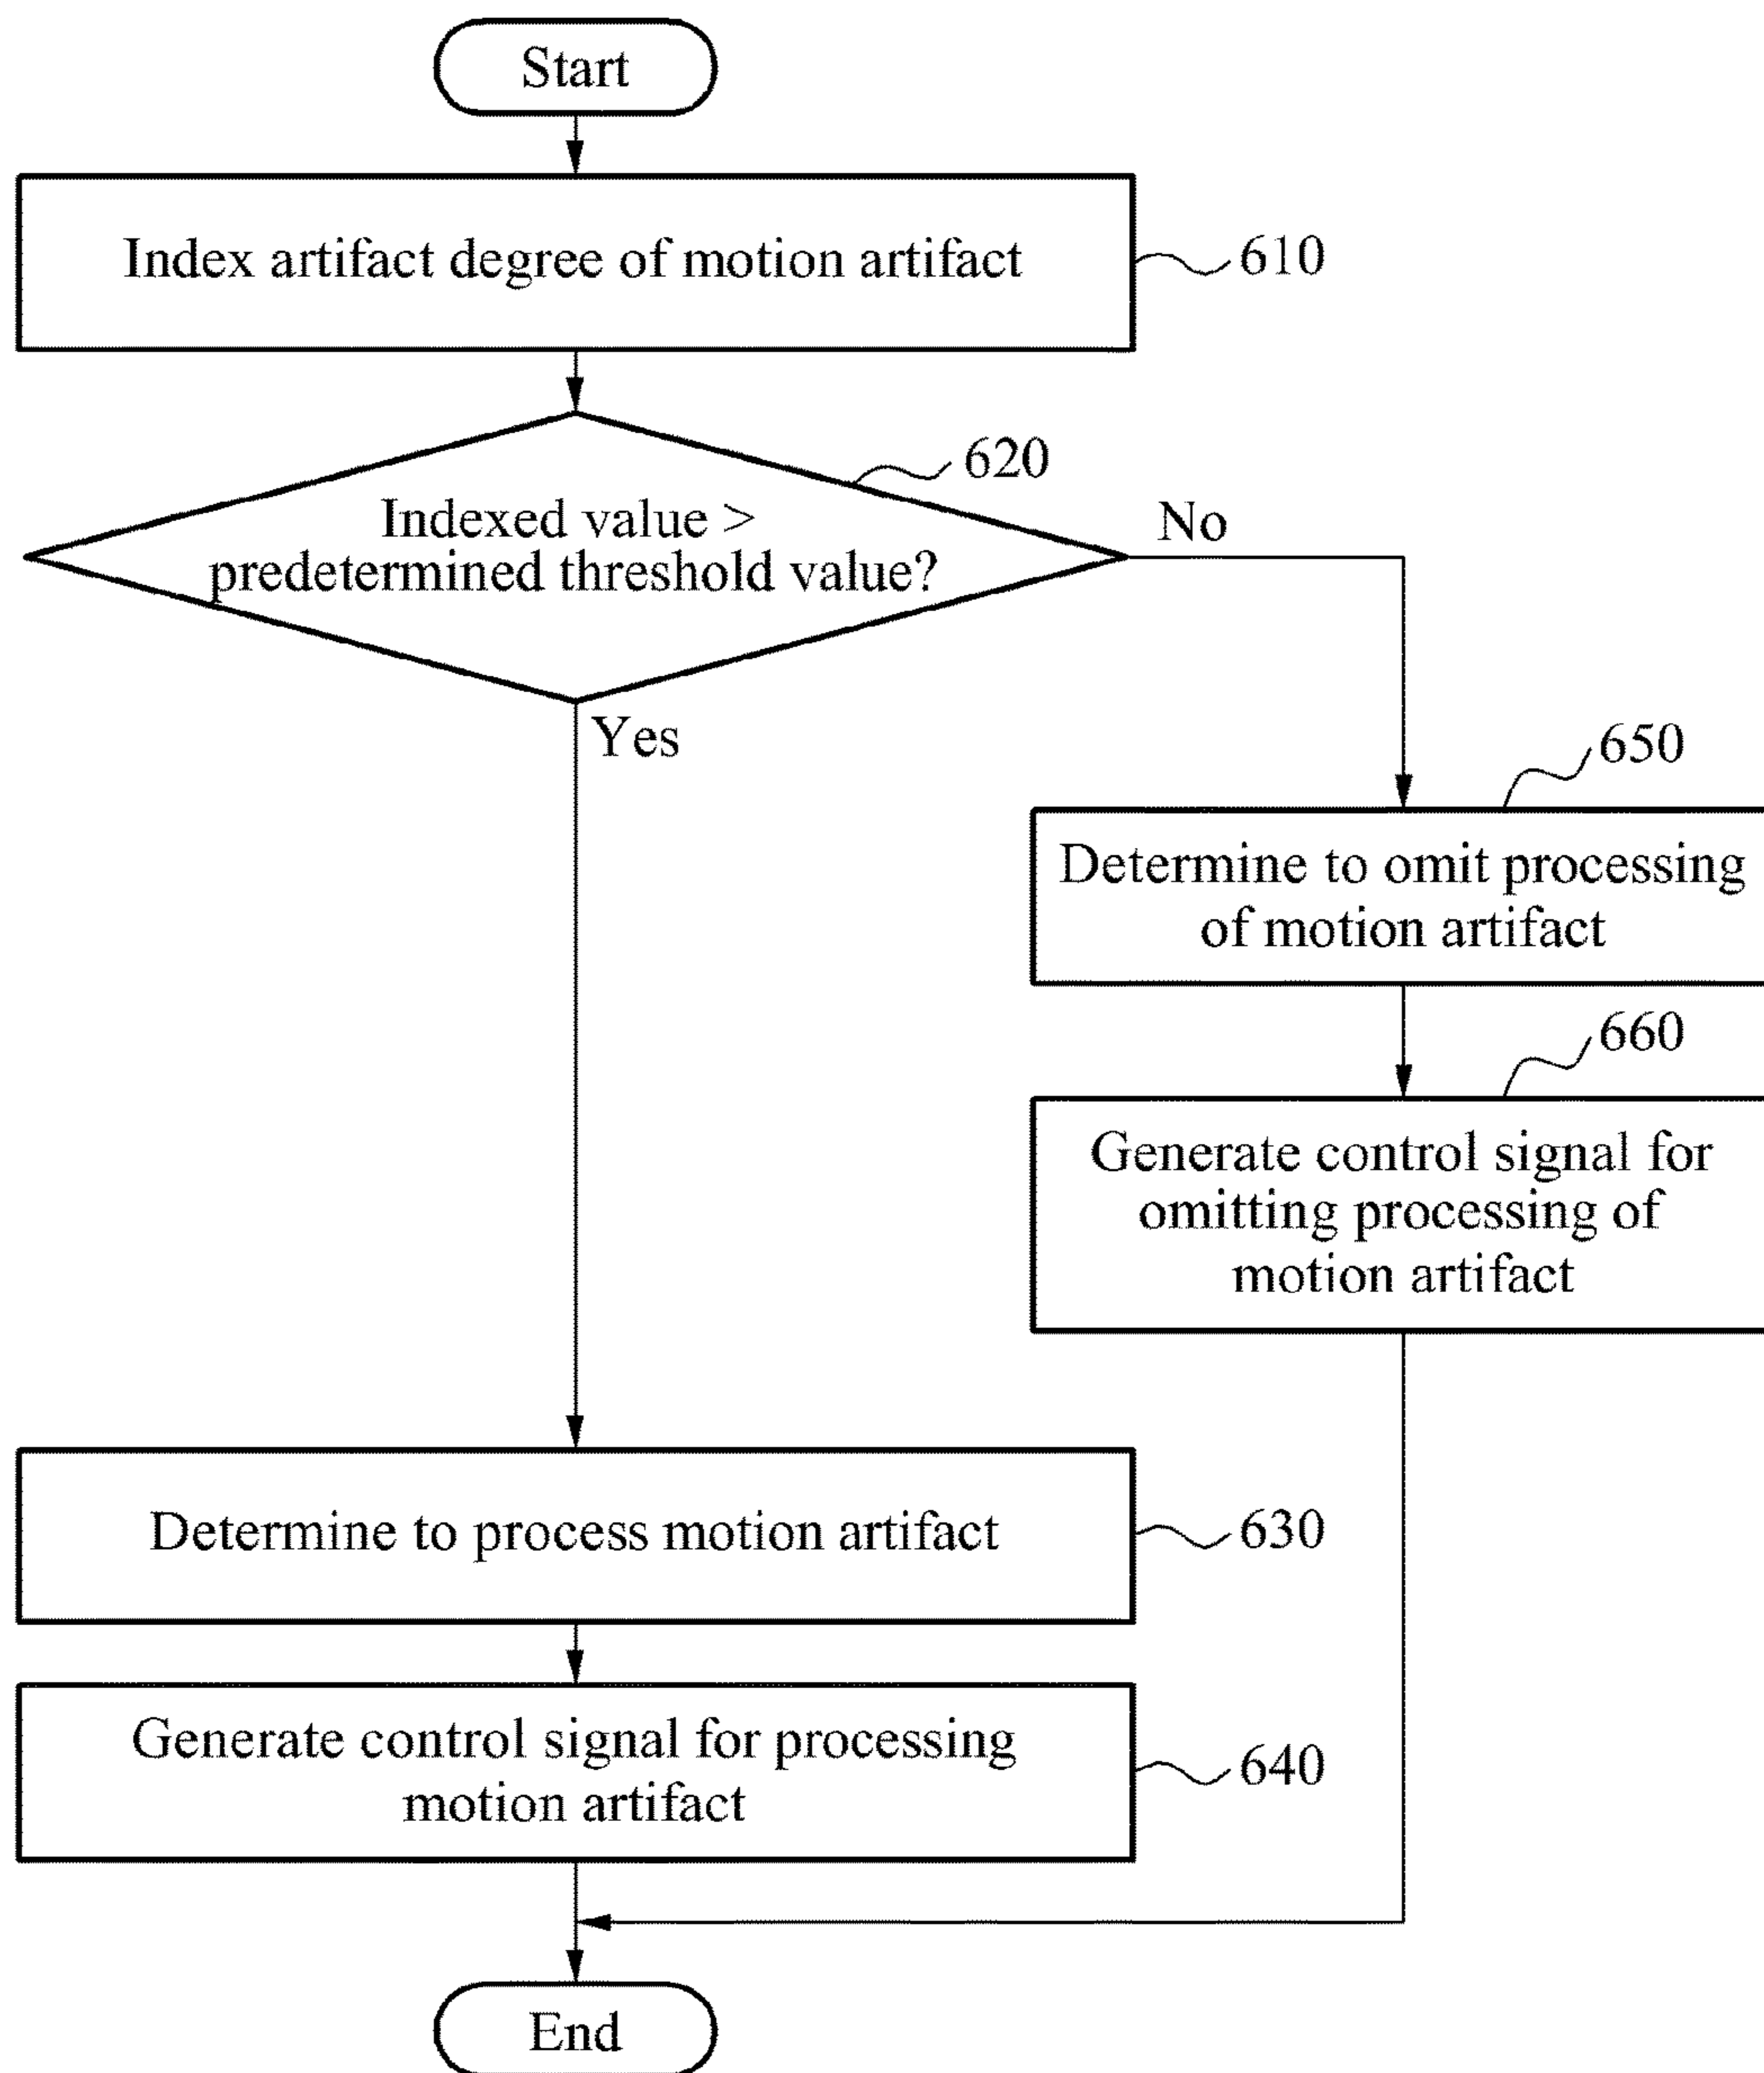 Start
Index artifact degree of motion artifact
610
620
Indexed value >
predetermined threshold value?
No
Yes
650
Determine to omit processing
of motion artifact
660
Generate control signal for
omitting processing of
motion artifact
Determine to process motion artifact
630
Generate control signal for processing
motion artifact
640
End